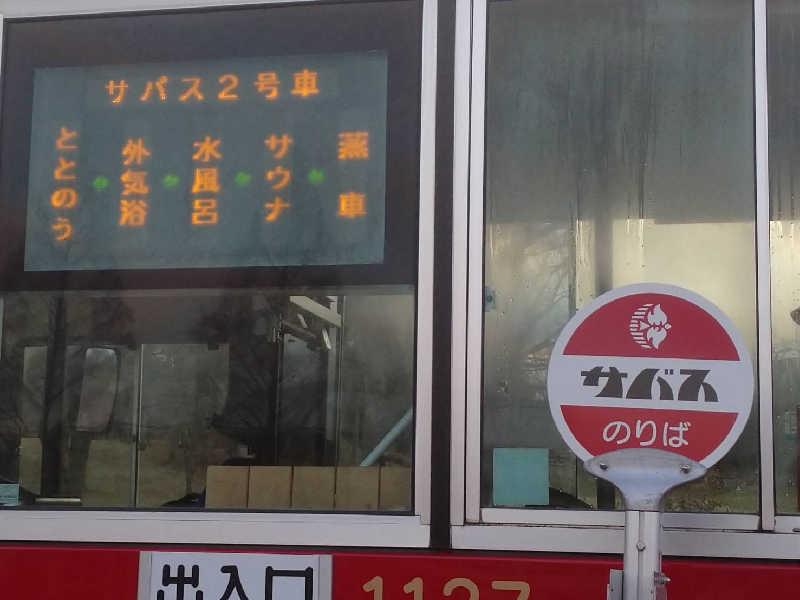 サバス2号車
蒸車
サウナ
水風呂
外気浴
ととのう
サバス
のりば
出入口
1127